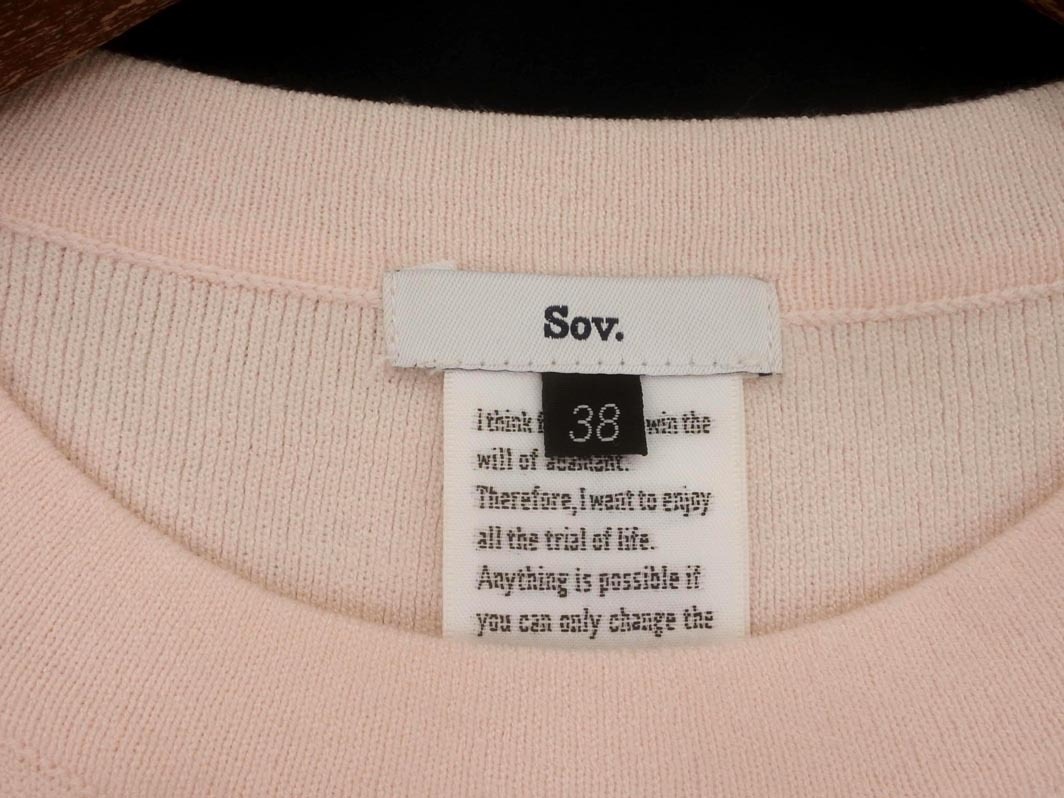 Sov.
38
I think win the
will of adamant.
Therefore, I want to enjoy
all the trial of life.
Anything is possible if
you can only change the